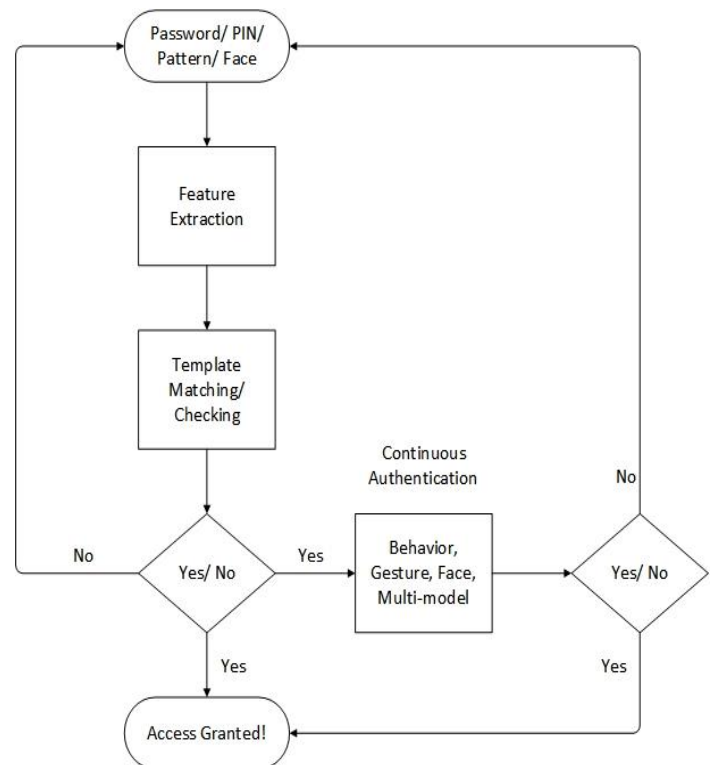 Password/ PIN/
Pattern/ Face
Feature
Extraction
Template
Matching/
Checking
Continuous
Authentication
No
No
Yes/ No
Yes
Behavior,
Gesture, Face,
Multi-model
Yes/ No
Yes
Yes
Access Granted!